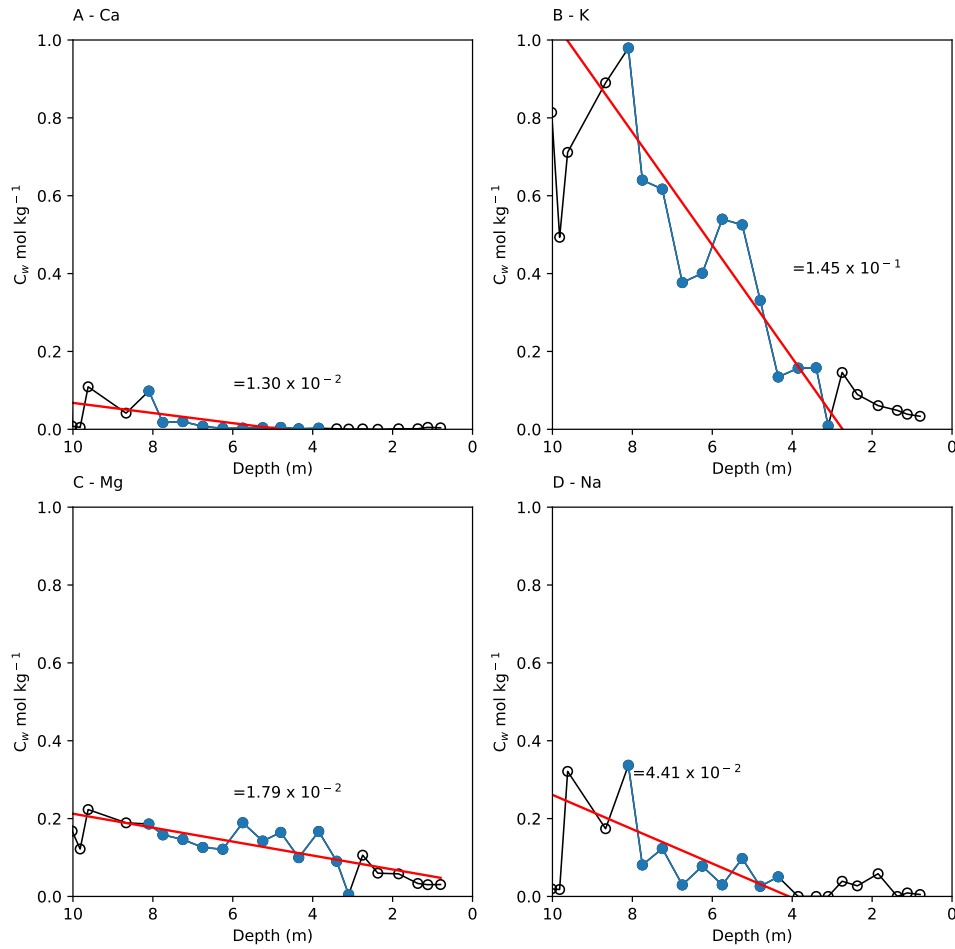 A - Ca
B - K
1.0
0.8
0.6
0.4
0.2
0.0
C_w mol kg^−1
=1.30 x 10^−2
10 8 6 4 2 0
Depth (m)
1.0
0.8
0.6
0.4
0.2
0.0
C_w mol kg^−1
=1.45 x 10^−1
10 8 6 4 2 0
Depth (m)
C - Mg
D - Na
1.0
0.8
0.6
0.4
0.2
0.0
C_w mol kg^−1
=1.79 x 10^−2
10 8 6 4 2 0
Depth (m)
1.0
0.8
0.6
0.4
0.2
0.0
C_w mol kg^−1
=4.41 x 10^−2
10 8 6 4 2 0
Depth (m)